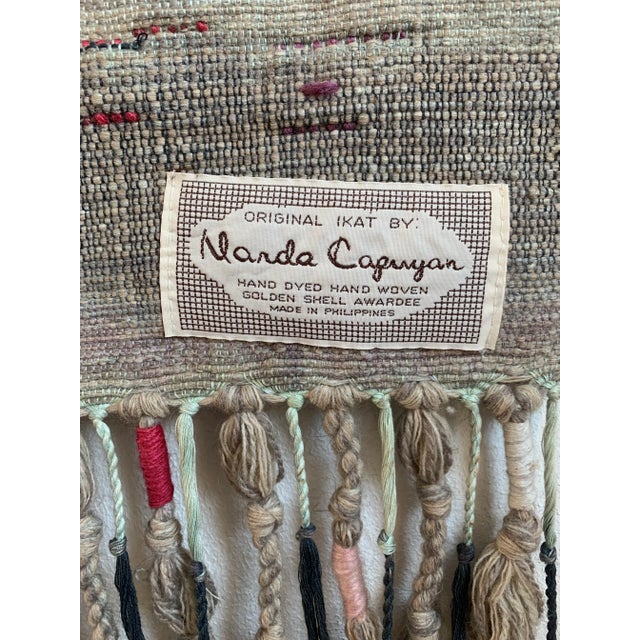 ORIGINAL IKAT BY:
Narda Capuyan
HAND DYED HAND WOVEN
GOLDEN SHELL AWARDEE
MADE IN PHILIPPINES